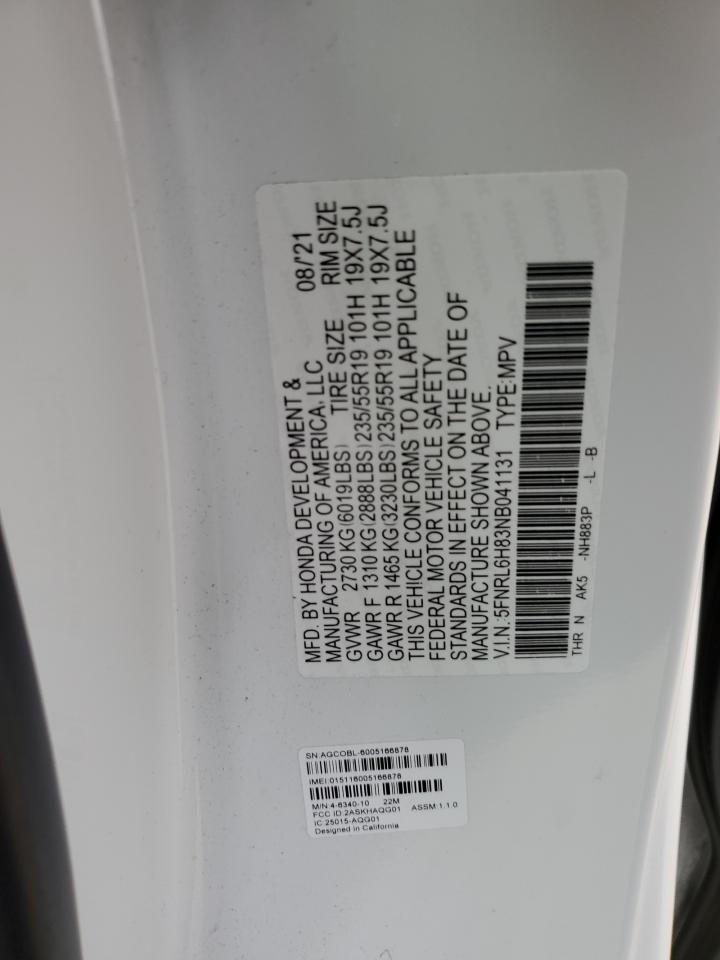 MFD. BY HONDA DEVELOPMENT &
MANUFACTURING OF AMERICA, LLC 08/'21
GVWR 2730 KG(6019LBS) TIRE SIZE RIM SIZE
GAWR F 1310 KG(2888LBS) 235/55R19 101H 19X7.5J
GAWR R 1465 KG(3230LBS) 235/55R19 101H 19X7.5J
THIS VEHICLE CONFORMS TO ALL APPLICABLE
FEDERAL MOTOR VEHICLE SAFETY
STANDARDS IN EFFECT ON THE DATE OF
MANUFACTURE SHOWN ABOVE.
V.I.N.:5FNRL6H83NB041131 TYPE:MPV
THR N AK5 -NH883P -L -B
SN:AGCOBL-6005166878
IMEI:015116005166878
M/N:4-6340-10 22M
FCC ID:2ASKHAQG01 ASSM:1.1.0
IC:25015-AQG01
Designed in California